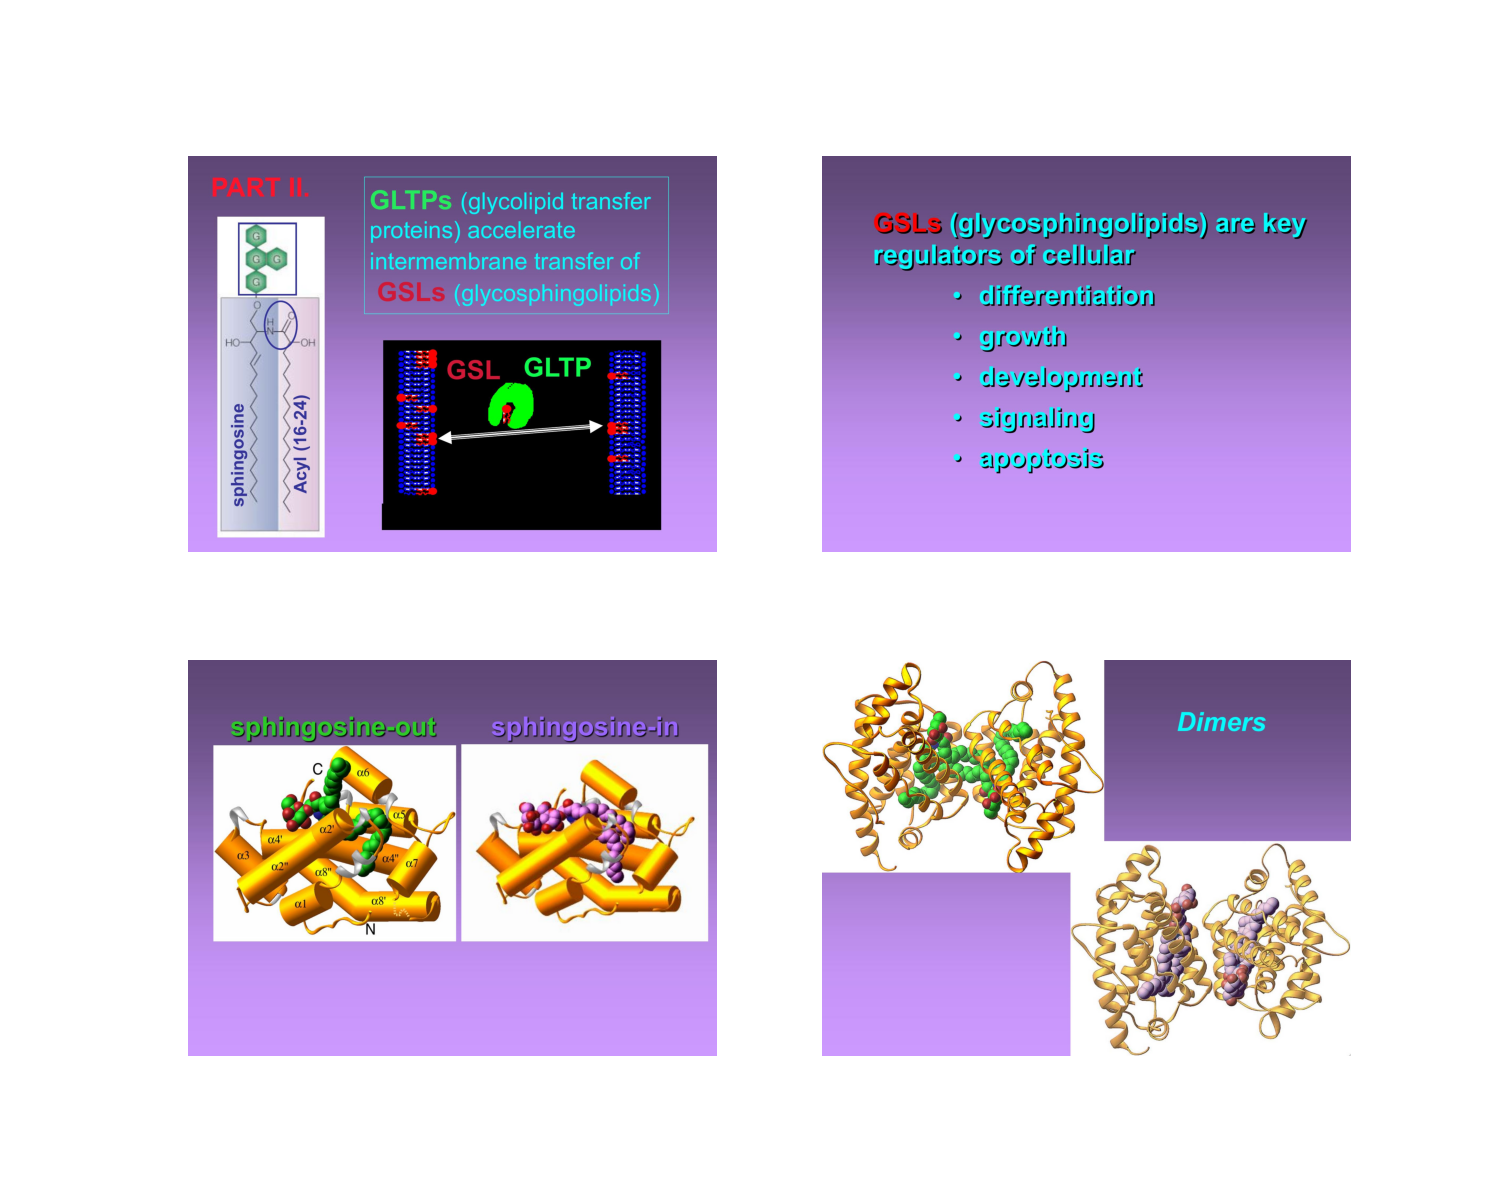 PART II.
GLTPs (glycolipid transfer
proteins) accelerate
intermembrane transfer of
GSLs (glycosphingolipids)
G
G G
G
O
H
N
O
HO
OH
sphingosine
Acyl (16-24)
GSL GLTP
GSLs (glycosphingolipids) are key
regulators of cellular
• differentiation
• growth
• development
• signaling
• apoptosis
sphingosine-out
sphingosine-in
C
α6
α5
α2'
α4'
α3
α2"
α4"
α7
α8"
α1
α8'
N
Dimers